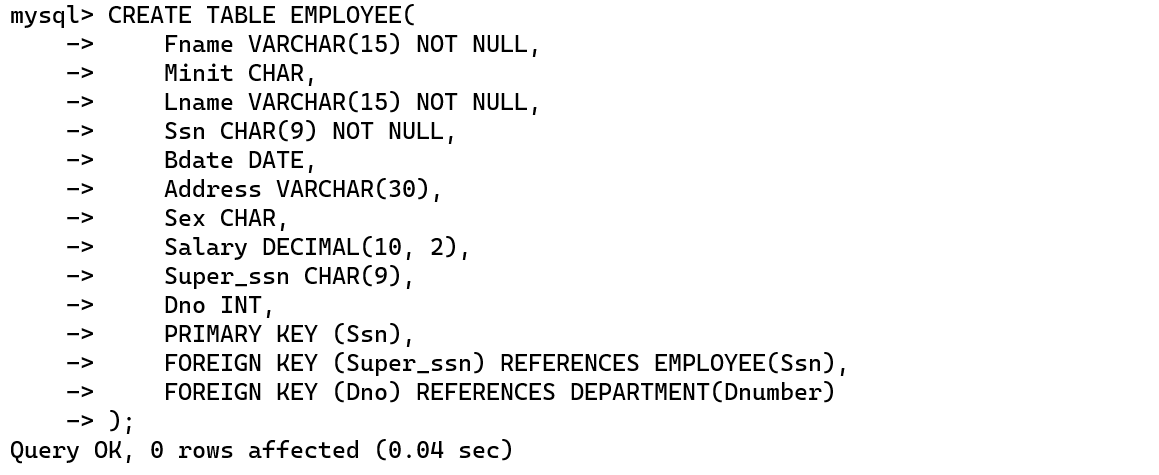 mysql> CREATE TABLE EMPLOYEE(
    ->     Fname VARCHAR(15) NOT NULL,
    ->     Minit CHAR,
    ->     Lname VARCHAR(15) NOT NULL,
    ->     Ssn CHAR(9) NOT NULL,
    ->     Bdate DATE,
    ->     Address VARCHAR(30),
    ->     Sex CHAR,
    ->     Salary DECIMAL(10, 2),
    ->     Super_ssn CHAR(9),
    ->     Dno INT,
    ->     PRIMARY KEY (Ssn),
    ->     FOREIGN KEY (Super_ssn) REFERENCES EMPLOYEE(Ssn),
    ->     FOREIGN KEY (Dno) REFERENCES DEPARTMENT(Dnumber)
    -> );
Query OK, 0 rows affected (0.04 sec)